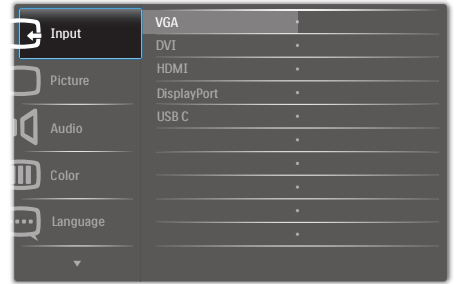 Input
Picture
Audio
Color
Language
VGA
DVI
HDMI
DisplayPort
USB C